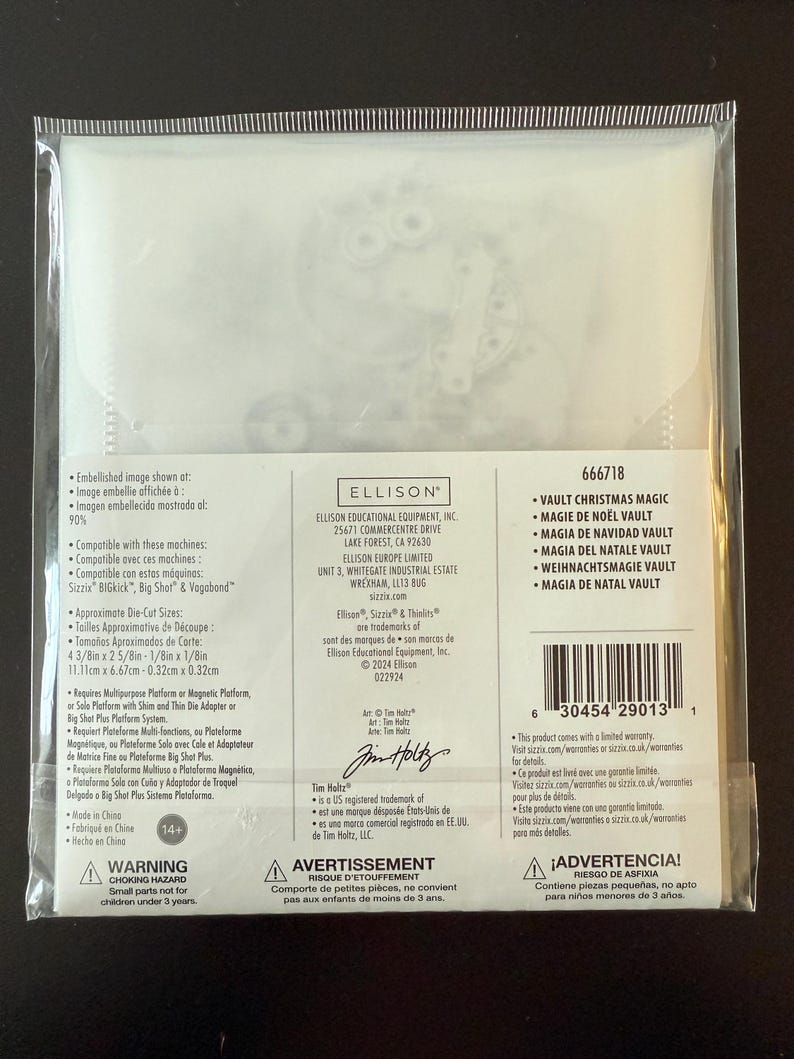 • Embellished image shown at:
• Image embellie affichée à :
• Imagen embellecida mostrada al:
90%
• Compatible with these machines:
• Compatible avec ces machines :
• Compatible con estas máquinas:
Sizzix® BIGkick™, Big Shot® & Vagabond™
• Approximate Die-Cut Sizes:
• Tailles Approximative de Découpe :
• Tamaños Aproximados de Corte:
4 3/8in x 2 5/8in - 1/8in x 1/8in
11.11cm x 6.67cm - 0.32cm x 0.32cm
• Requires Multipurpose Platform or Magnetic Platform,
or Solo Platform with Shim and Thin Die Adapter or
Big Shot Plus Platform System.
• Requiert Plateforme Multi-fonctions, ou Plateforme
Magnétique, ou Plateforme Solo avec Cale et Adaptateur
de Matrice Fine ou Plateforme Big Shot Plus.
• Requiere Plataforma Multiuso o Plataforma Magnética,
o Plataforma Solo con Cuña y Adaptador de Troquel
Delgado o Big Shot Plus Sistema Plataforma.
• Made in China
• Fabriqué en Chine
• Hecho en China
14+
ELLISON®
ELLISON EDUCATIONAL EQUIPMENT, INC.
25671 COMMERCENTRE DRIVE
LAKE FOREST, CA 92630
ELLISON EUROPE LIMITED
UNIT 3, WHITEGATE INDUSTRIAL ESTATE
WREXHAM, LL13 8UG
sizzix.com
Ellison®, Sizzix® & Thinlits®
are trademarks of
sont des marques de • son marcas de
Ellison Educational Equipment, Inc.
© 2024 Ellison
022924
Art: © Tim Holtz®
Art : Tim Holtz
Arte: Tim Holtz
Tim Holtz
Tim Holtz®
• is a US registered trademark of
• est une marque désposée États-Unis de
• es una marca comercial registrada en EE.UU.
de Tim Holtz, LLC.
666718
• VAULT CHRISTMAS MAGIC
• MAGIE DE NOËL VAULT
• MAGIA DE NAVIDAD VAULT
• MAGIA DEL NATALE VAULT
• WEIHNACHTSMAGIE VAULT
• MAGIA DE NATAL VAULT
6 30454 29013 1
• This product comes with a limited warranty.
Visit sizzix.com/warranties or sizzix.co.uk/warranties
for details.
• Ce produit est livré avec une garantie limitée.
Visitez sizzix.com/warranties ou sizzix.co.uk/warranties
pour plus de détails.
• Este producto viene con una garantía limitada.
Visita sizzix.com/warranties o sizzix.co.uk/warranties
para más detalles.
WARNING
CHOKING HAZARD
Small parts not for
children under 3 years.
AVERTISSEMENT
RISQUE D'ETOUFFEMENT
Comporte de petites pièces, ne convient
pas aux enfants de moins de 3 ans.
¡ADVERTENCIA!
RIESGO DE ASFIXIA
Contiene piezas pequeñas, no apto
para niños menores de 3 años.